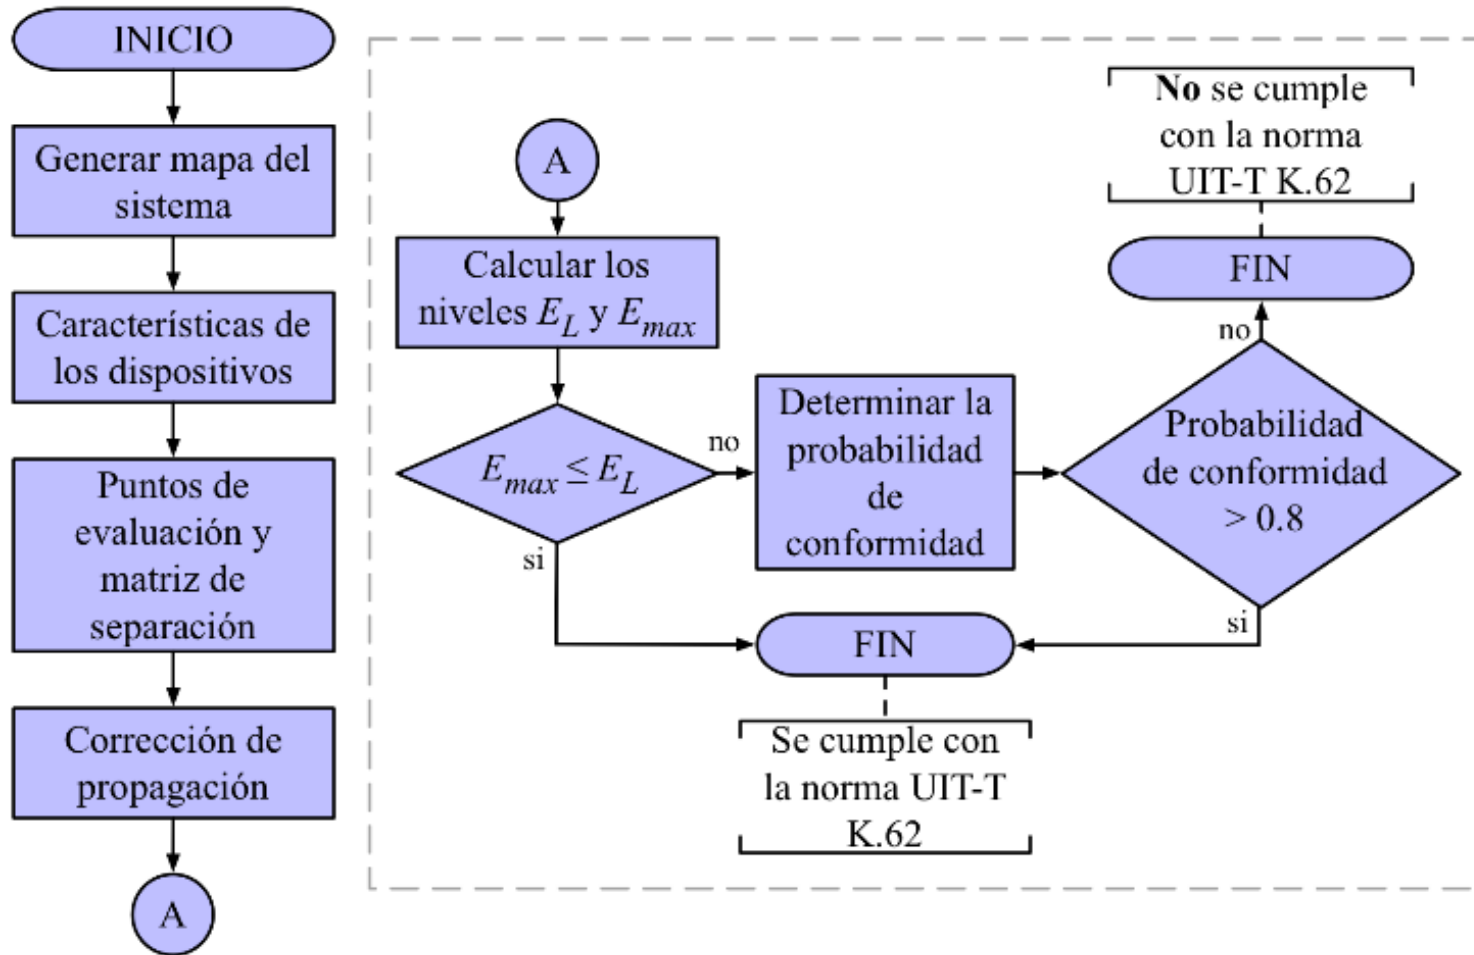 INICIO
Generar mapa del
sistema
Característícas de
los dispositivos
Puntos de
evaluación y
matriz de
separación
Corrección de
propagación
A
A
Calcular los
niveles E_L y E_max
E_max ≤ E_L
no
si
Determinar la
probabilidad
de
conformidad
Probabilidad
de conformidad
> 0.8
no
si
FIN
No se cumple
con la norma
UIT-T K.62
FIN
Se cumple con
la norma UIT-T
K.62